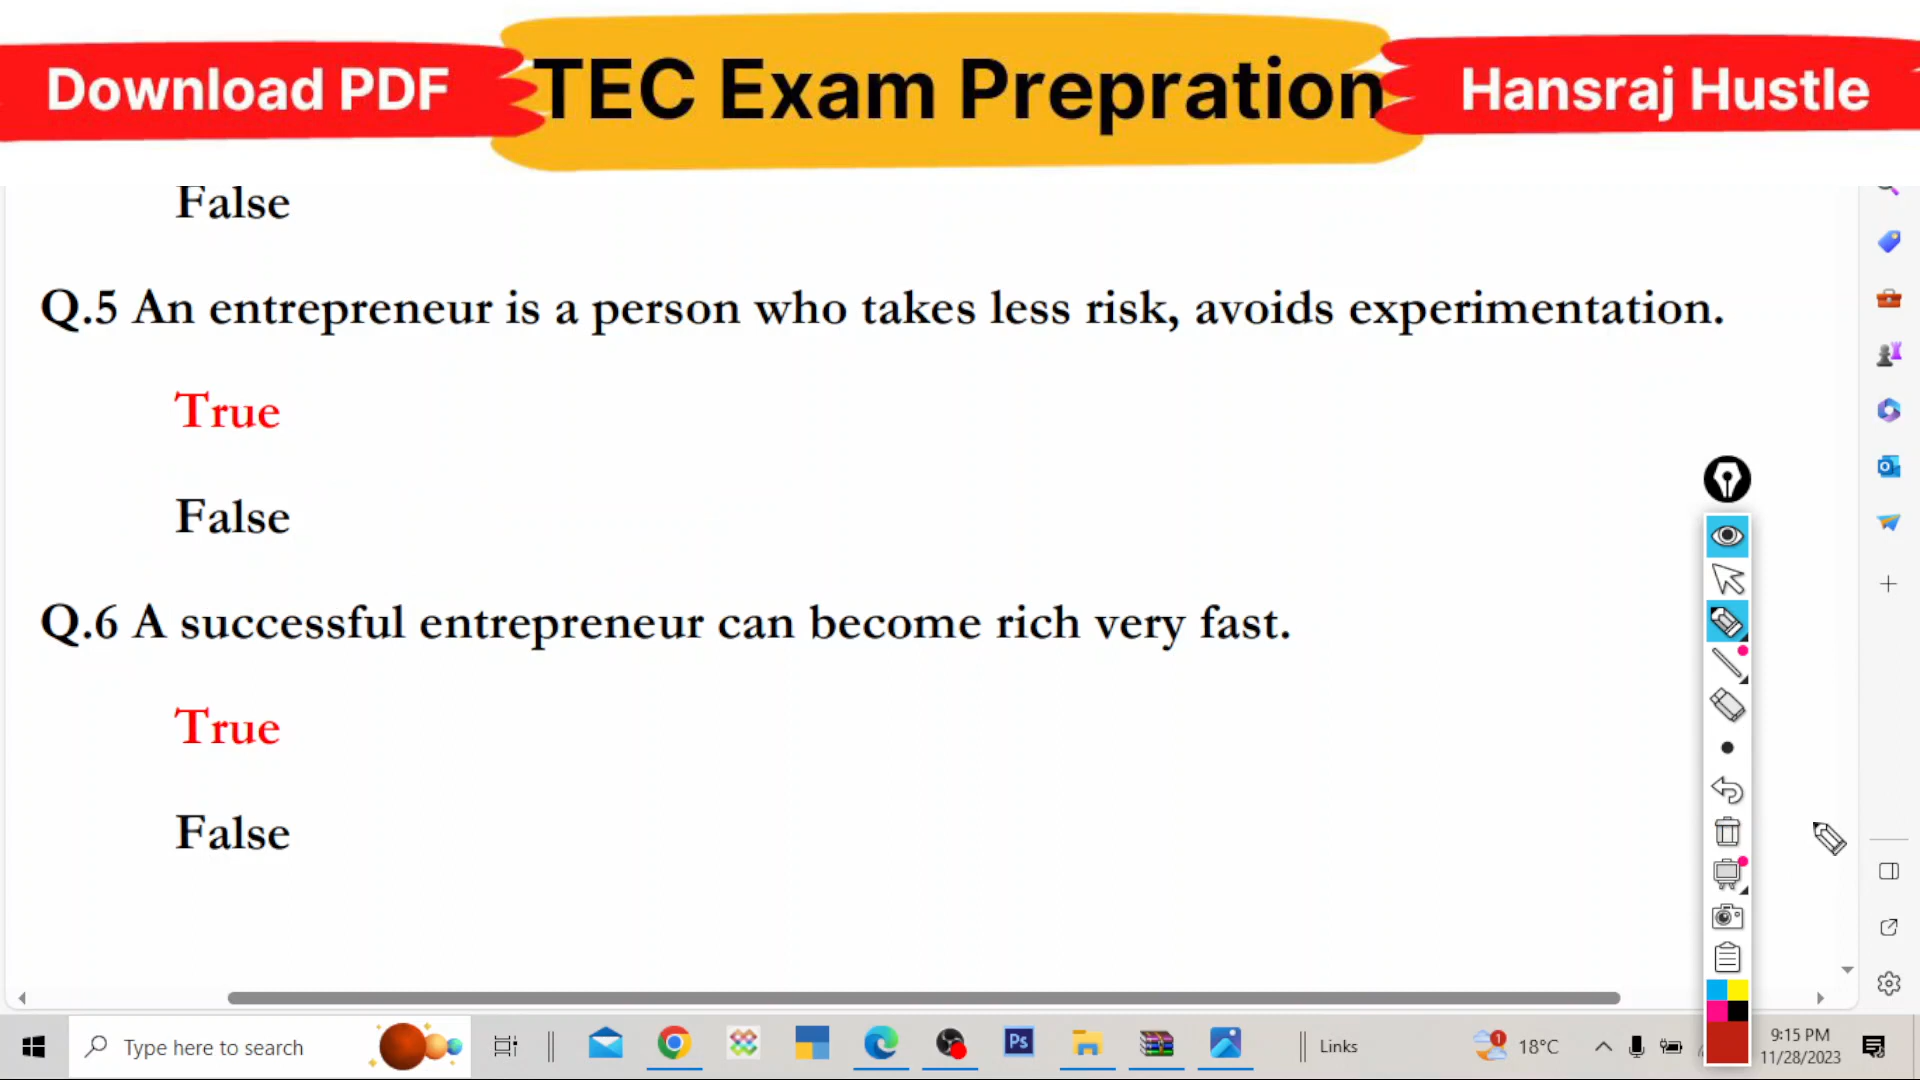 Download PDF
TEC Exam Prepration
Hansraj Hustle
False
Q.5 An entrepreneur is a person who takes less risk, avoids experimentation.
True
False
Q.6 A successful entrepreneur can become rich very fast.
True
False
Type here to search
Ps
Links
1
18°C
9:15 PM
11/28/2023